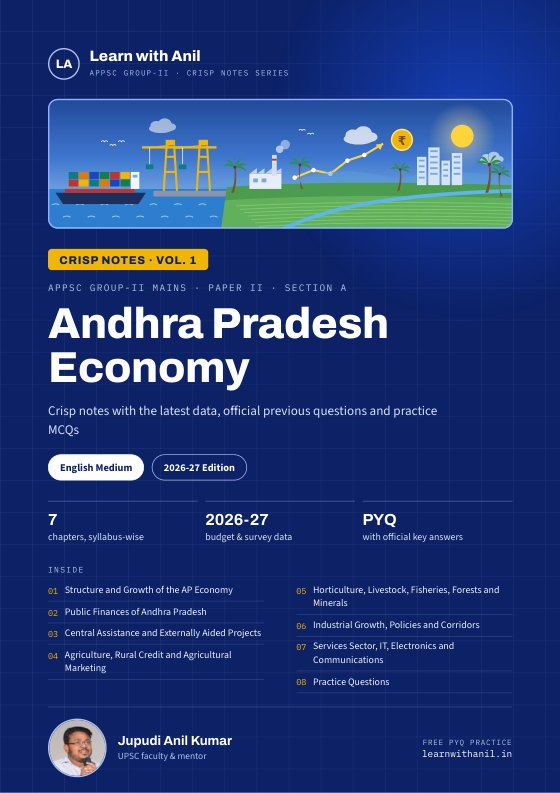 LA
Learn with Anil
APPSC GROUP-II · CRISP NOTES SERIES
₹
CRISP NOTES · VOL. 1
APPSC GROUP-II MAINS · PAPER II · SECTION A
Andhra Pradesh
Economy
Crisp notes with the latest data, official previous questions and practice
MCQs
English Medium
2026-27 Edition
7
chapters, syllabus-wise
2026-27
budget & survey data
PYQ
with official key answers
INSIDE
01 Structure and Growth of the AP Economy
02 Public Finances of Andhra Pradesh
03 Central Assistance and Externally Aided Projects
04 Agriculture, Rural Credit and Agricultural
Marketing
05 Horticulture, Livestock, Fisheries, Forests and
Minerals
06 Industrial Growth, Policies and Corridors
07 Services Sector, IT, Electronics and
Communications
08 Practice Questions
Jupudi Anil Kumar
UPSC faculty & mentor
FREE PYQ PRACTICE
learnwithanil.in